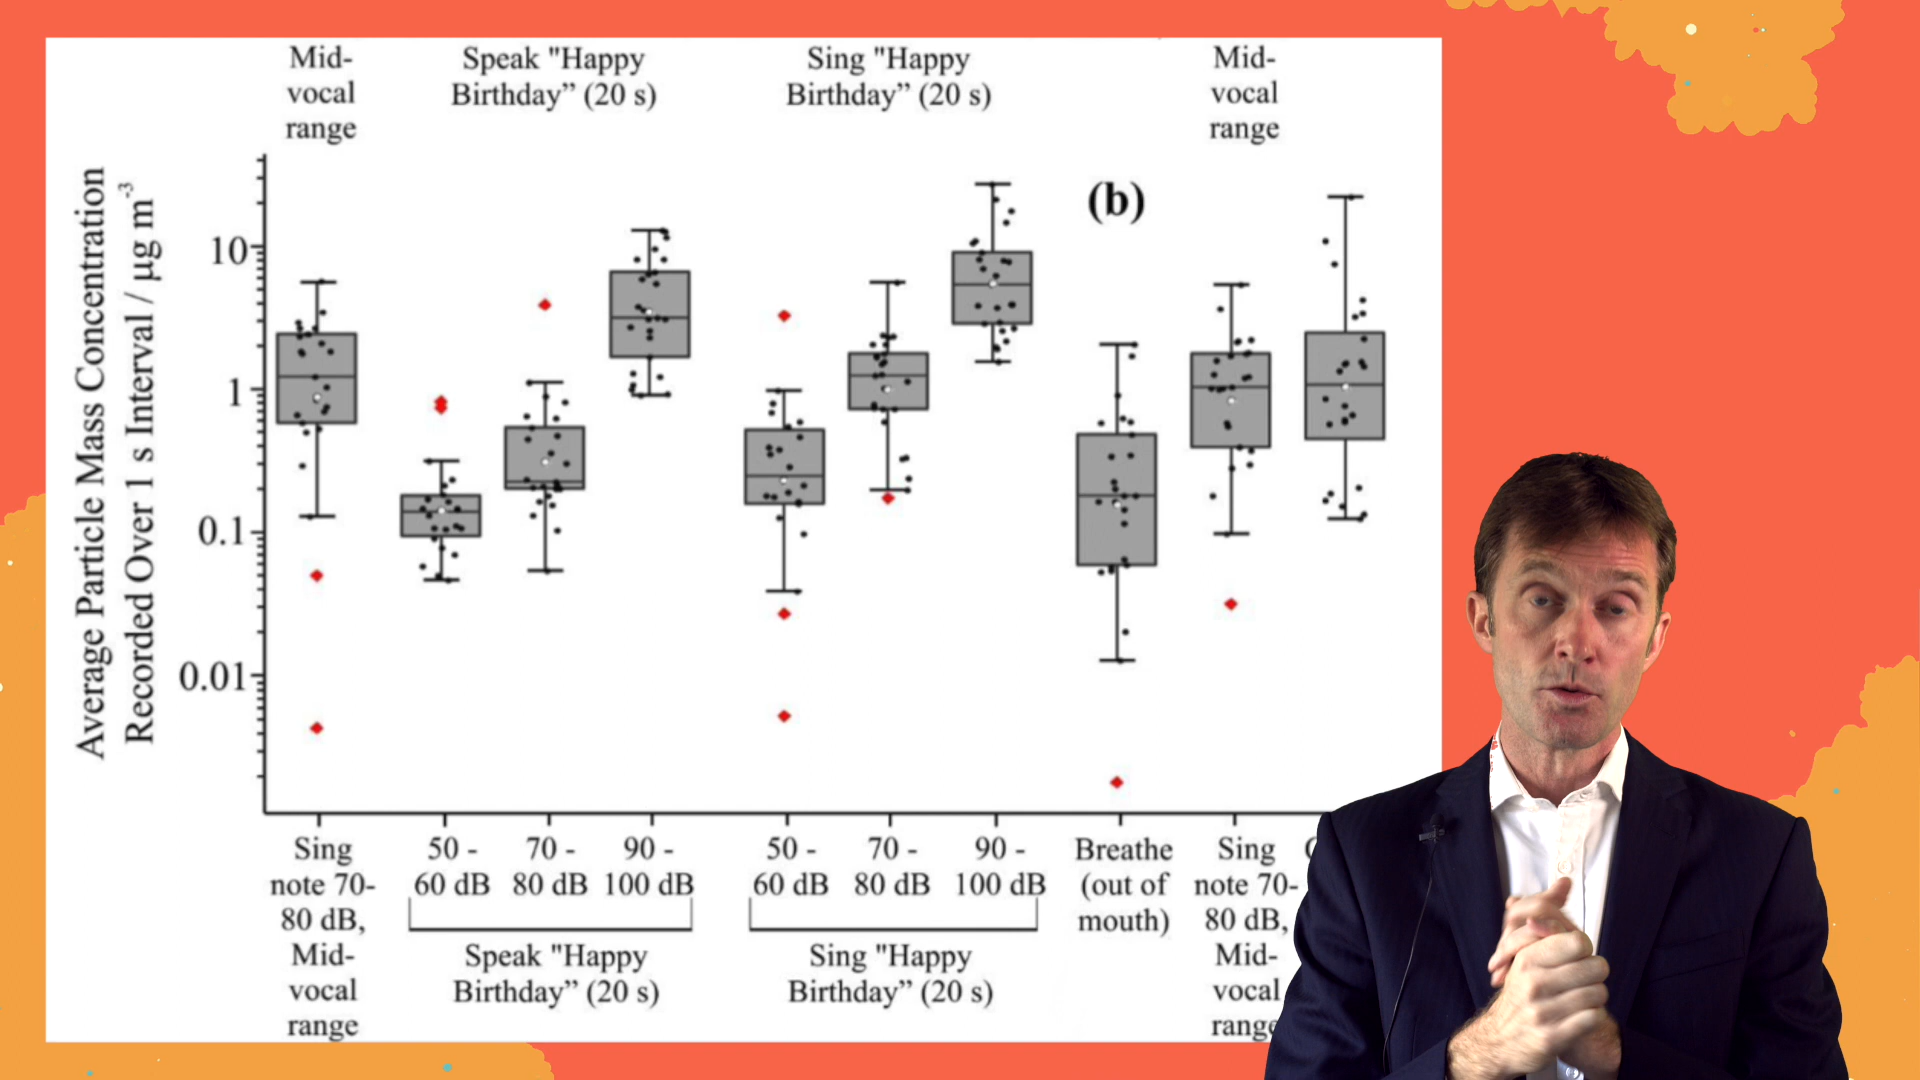 Mid-
vocal
range
Speak "Happy
Birthday” (20 s)
Sing "Happy
Birthday” (20 s)
Mid-
vocal
range
(b)
Average Particle Mass Concentration
Recorded Over 1 s Interval / µg m-3
10
1
0.1
0.01
Sing
note 70-
80 dB,
Mid-
vocal
range
50 -
60 dB
70 -
80 dB
90 -
100 dB
Speak "Happy
Birthday” (20 s)
50 -
60 dB
70 -
80 dB
90 -
100 dB
Sing "Happy
Birthday” (20 s)
Breathe
(out of
mouth)
Sing
note 70-
80 dB,
Mid-
vocal
range